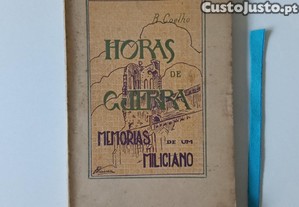 CustoJusto.pt
B. Coelho
HORAS
DE
GUERRA
MEMÓRIAS DE UM
MILICIANO